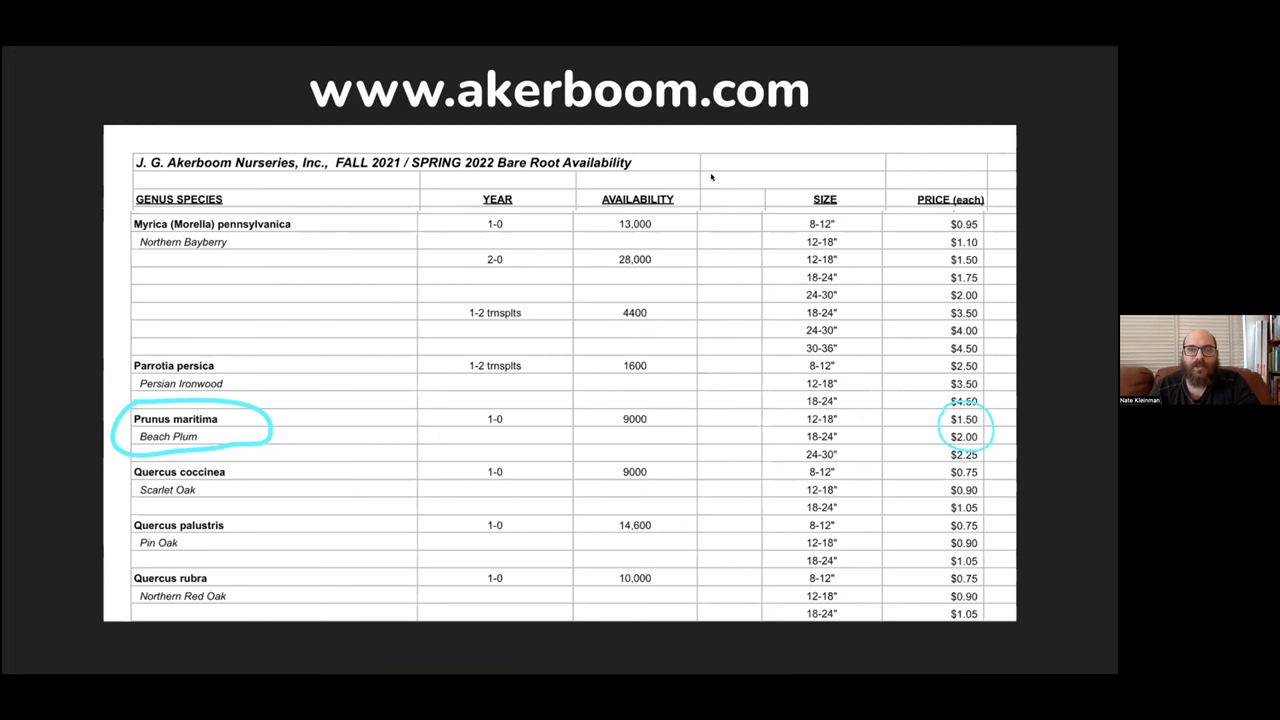 www.akerboom.com
J. G. Akerboom Nurseries, Inc., FALL 2021 / SPRING 2022 Bare Root Availability
GENUS SPECIES YEAR AVAILABILITY SIZE PRICE (each)
Myrica (Morella) pennsylvanica 1-0 13,000 8-12" $0.95
Northern Bayberry 12-18" $1.10
2-0 28,000 12-18" $1.50
18-24" $1.75
24-30" $2.00
1-2 trnsplts 4400 18-24" $3.50
24-30" $4.00
30-36" $4.50
Parrotia persica 1-2 trnsplts 1600 8-12" $2.50
Persian Ironwood 12-18" $3.50
18-24" $4.50
Prunus maritima 1-0 9000 12-18" $1.50
Beach Plum 18-24" $2.00
24-30" $2.25
Quercus coccinea 1-0 9000 8-12" $0.75
Scarlet Oak 12-18" $0.90
18-24" $1.05
Quercus palustris 1-0 14,600 8-12" $0.75
Pin Oak 12-18" $0.90
18-24" $1.05
Quercus rubra 1-0 10,000 8-12" $0.75
Northern Red Oak 12-18" $0.90
18-24" $1.05
Nate Kleinman